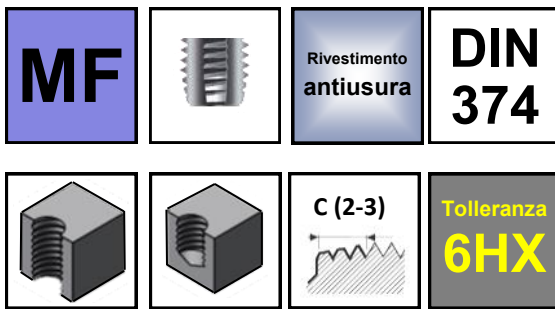 MF
Rivestimento
antiusura
DIN
374
C (2-3)
Tolleranza
6HX